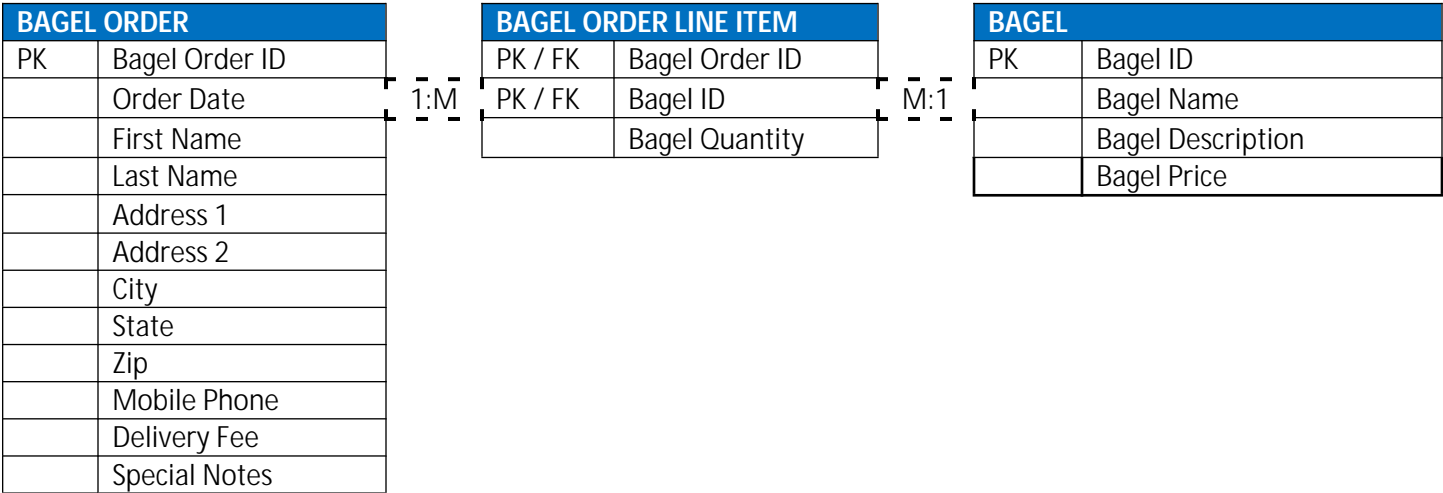 BAGEL ORDER BAGEL ORDER LINE ITEM BAGEL
PK Bagel Order ID PK / FK Bagel Order ID PK Bagel ID
Order Date 1:M PK / FK Bagel ID M:1 Bagel Name
First Name Bagel Quantity Bagel Description
Last Name Bagel Price
Address 1
Address 2
City
State
Zip
Mobile Phone
Delivery Fee
Special Notes